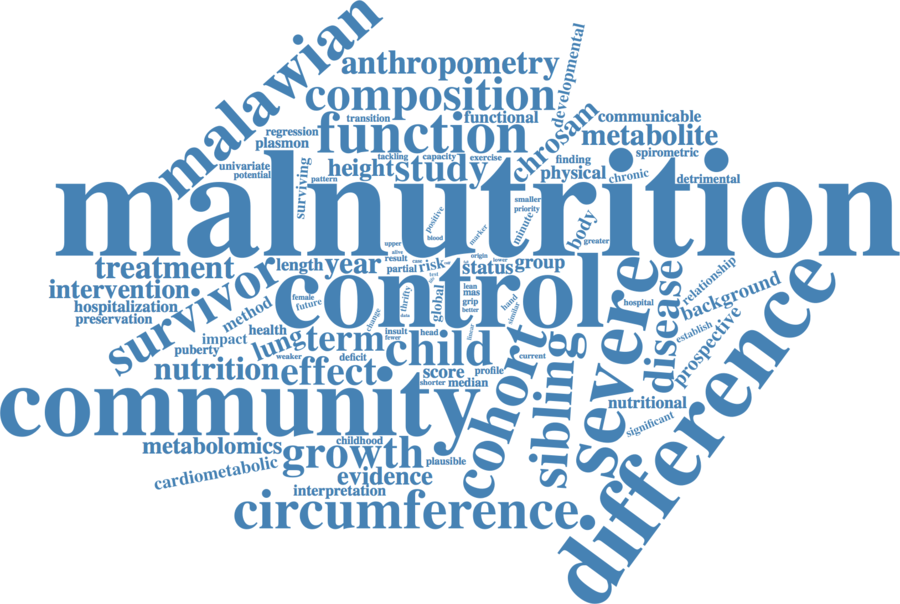 malawian
anthropometry
developmental
composition
transition
functional
communicable
regression
function
chrosam
metabolite
plasmon
tackling
capacity
exercise
finding
spirometric
univariate
potential
surviving
height
study
physical
chronic
detrimental
pattern
malnutrition
smaller
priority
positive
blood
marker
minute
body
greater
upper
alive
result
case
origin
lower
treatment
survivor
length
year
partial
risk
status
group
severe
disease
relationship
intervention
control
test
lean
mas
grip
better
background
hospitalization
preservation
method
female
future
thrifty
data
global
hand
similar
hospital
difference
change
establish
prospective
impact
health
lung
term
insult
fewer
head
linear
puberty
weaker
deficit
child
current
nutrition
effect
score
profile
shorter
median
cohort
sibling
nutritional
community
significant
metabolomics
childhood
growth
plausible
cardiometabolic
evidence
interpretation
circumference